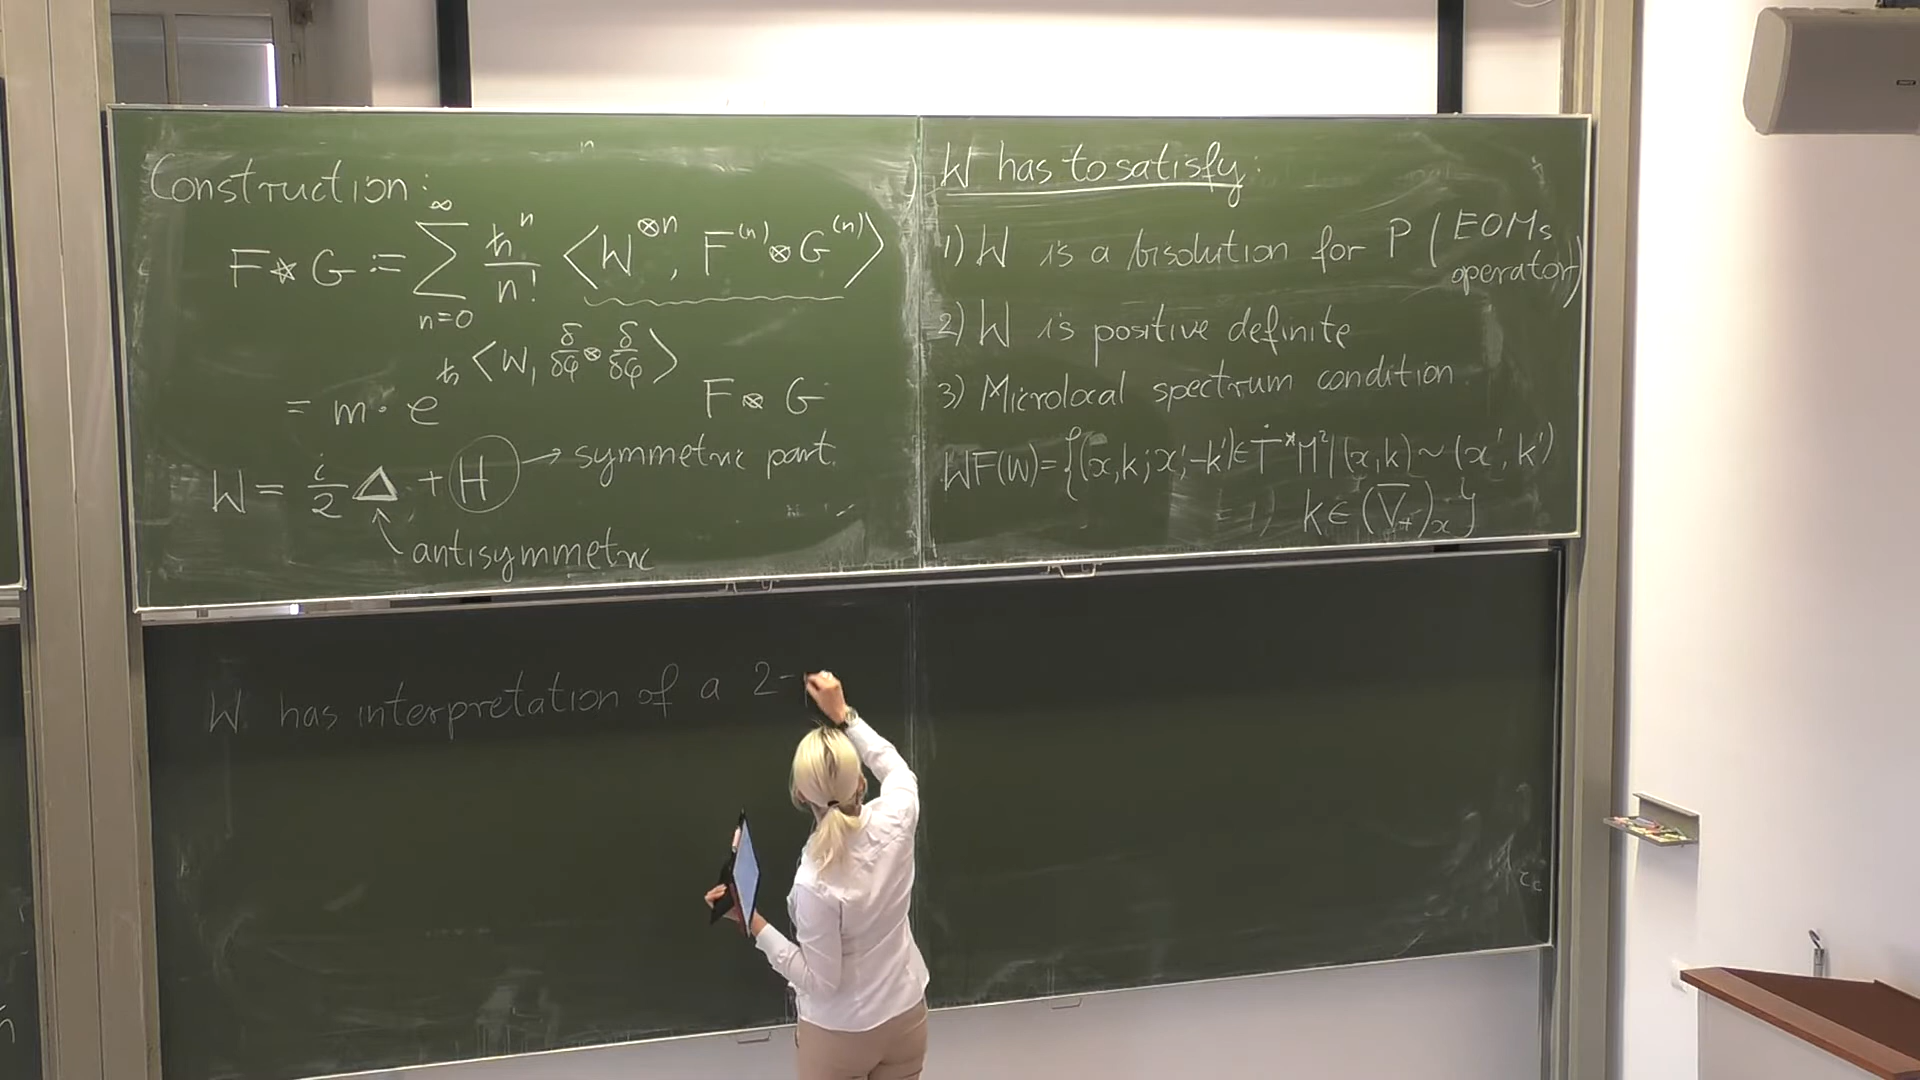 Construction:
F ⋆ G := ∑_{n=0}^{∞} ħⁿ/n! ⟨W^{⊗n}, F^{(n)} ⊗ G^{(n)}⟩
= m · e^{ħ⟨W, δ/δφ ⊗ δ/δφ⟩} F ⊗ G
W = i/2 Δ + H → symmetric part.
antisymmetric
W has to satisfy:
1) W is a bisolution for P (EOMs
operator)
2) W is positive definite
3) Microlocal spectrum condition
WF(W) = {(x, k; x', -k') ∈ Ṫ*M² | (x, k) ~ (x', k')
k ∈ (V̄₊)ₓ}
W has interpretation of a 2-